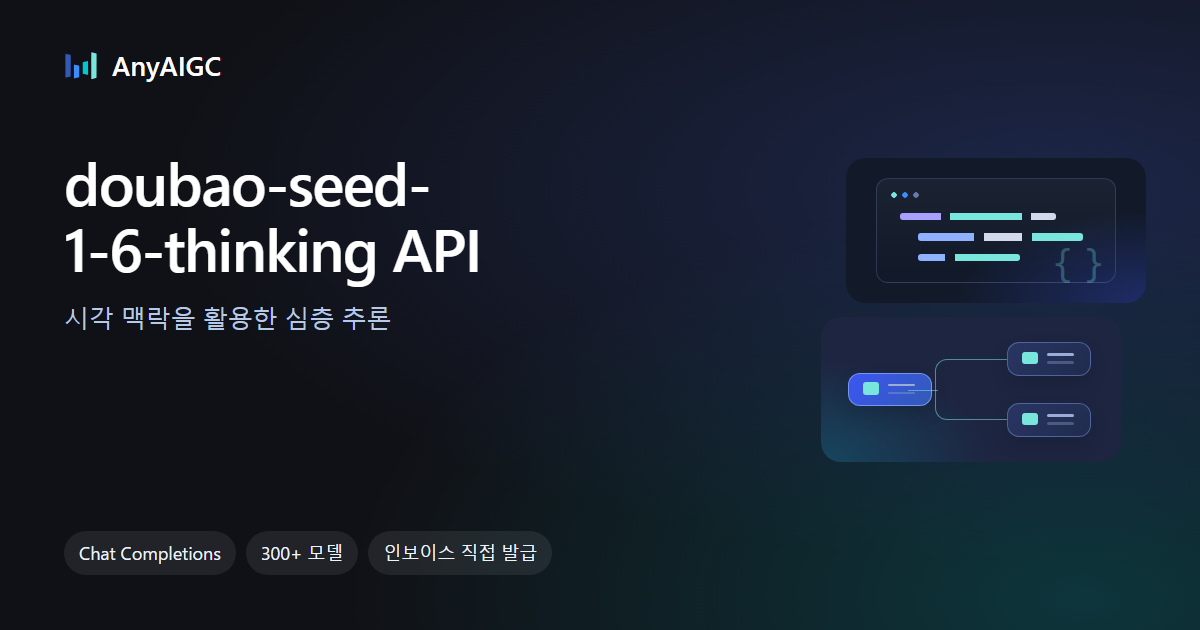 AnyAIGC
doubao-seed-
1-6-thinking API
시각 맥락을 활용한 심층 추론
{ }
Chat Completions
300+ 모델
인보이스 직접 발급